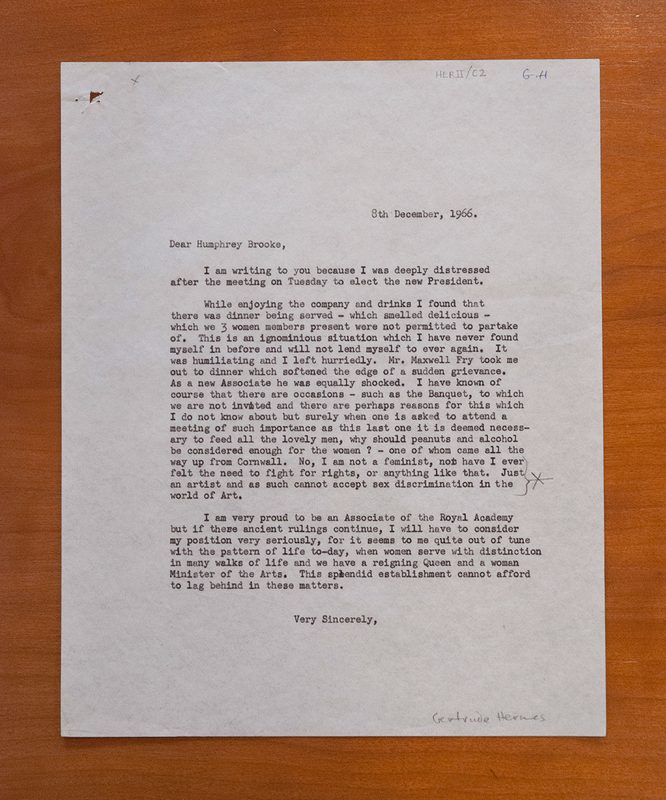 x
HERII/02 G.H
8th December, 1966.
Dear Humphrey Brooke,
I am writing to you because I was deeply distressed
after the meeting on Tuesday to elect the new President.
While enjoying the company and drinks I found that
there was dinner being served - which smelled delicious -
which we 3 women members present were not permitted to partake
of. This is an ignominious situation which I have never found
myself in before and will not lend myself to ever again. It
was humiliating and I left hurriedly. Mr. Maxwell Fry took me
out to dinner which softened the edge of a sudden grievance.
As a new Associate he was equally shocked. I have known of
course that there are occasions - such as the Banquet, to which
we are not invited and there are perhaps reasons for this which
I do not know about but surely when one is asked to attend a
meeting of such importance as this last one it is deemed necess-
ary to feed all the lovely men, why should peanuts and alcohol
be considered enough for the women ? - one of whom came all the
way up from Cornwall. No, I am not a feminist, not have I ever
felt the need to fight for rights, or anything like that. Just
an artist and as such cannot accept sex discrimination in the
world of Art.
I am very proud to be an Associate of the Royal Academy
but if these ancient rulings continue, I will have to consider
my position very seriously, for it seems to me quite out of tune
with the pattern of life to-day, when women serve with distinction
in many walks of life and we have a reigning Queen and a woman
Minister of the Arts. This splendid establishment cannot afford
to lag behind in these matters.
Very Sincerely,
Gertrude Hermes